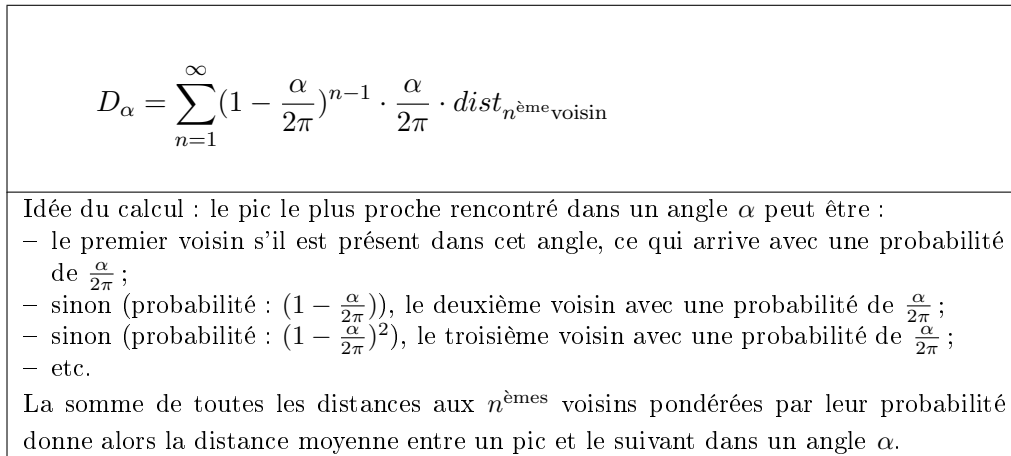 D_α = ∑_{n=1}^{∞} (1 − α/2π)^{n−1} · α/2π · dist_{n^{ème} voisin}
Idée du calcul : le pic le plus proche rencontré dans un angle α peut être :
– le premier voisin s'il est présent dans cet angle, ce qui arrive avec une probabilité
de α/2π ;
– sinon (probabilité : (1 − α/2π)), le deuxième voisin avec une probabilité de α/2π ;
– sinon (probabilité : (1 − α/2π)²), le troisième voisin avec une probabilité de α/2π ;
– etc.
La somme de toutes les distances aux n^{èmes} voisins pondérées par leur probabilité
donne alors la distance moyenne entre un pic et le suivant dans un angle α.